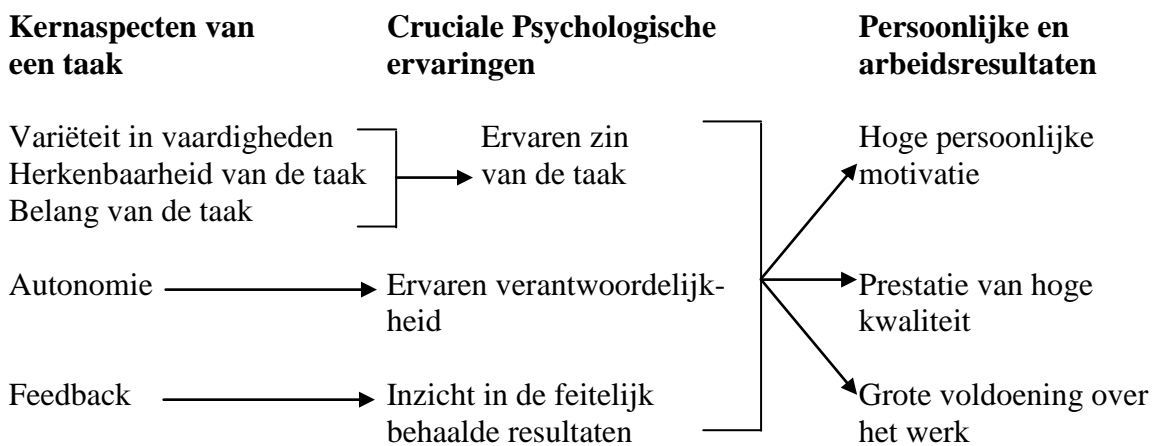 Kernaspecten van
een taak
Cruciale Psychologische
ervaringen
Persoonlijke en
arbeidsresultaten
Variëteit in vaardigheden
Herkenbaarheid van de taak
Belang van de taak
Ervaren zin
van de taak
Hoge persoonlijke
motivatie
Autonomie
Ervaren verantwoordelijk-
heid
Prestatie van hoge
kwaliteit
Feedback
Inzicht in de feitelijk
behaalde resultaten
Grote voldoening over
het werk